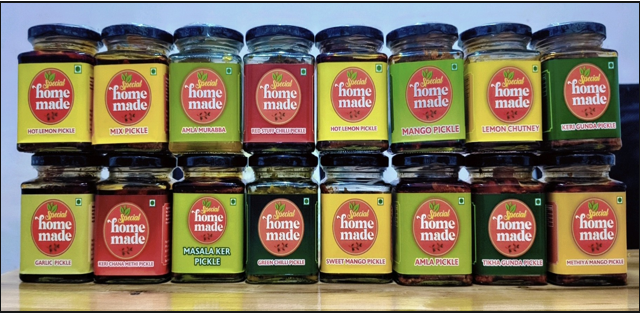 Special
home
made
HOT LEMON PICKLE
Special
home
made
MIX PICKLE
Special
home
made
AMLA MURABBA
Special
home
made
RED STUFF CHILLI PICKLE
Special
home
made
HOT LEMON PICKLE
Special
home
made
MANGO PICKLE
Special
home
made
LEMON CHUTNEY
Special
home
made
KERI GUNDA PICKLE
Special
home
made
GARLIC PICKLE
Special
home
made
KERI CHANA METHI PICKLE
Special
home
made
MASALA KER
PICKLE
Special
home
made
GREEN CHILLI PICKLE
Special
home
made
SWEET MANGO PICKLE
Special
home
made
AMLA PICKLE
Special
home
made
TIKHA GUNDA PICKLE
Special
home
made
METHIYA MANGO PICKLE